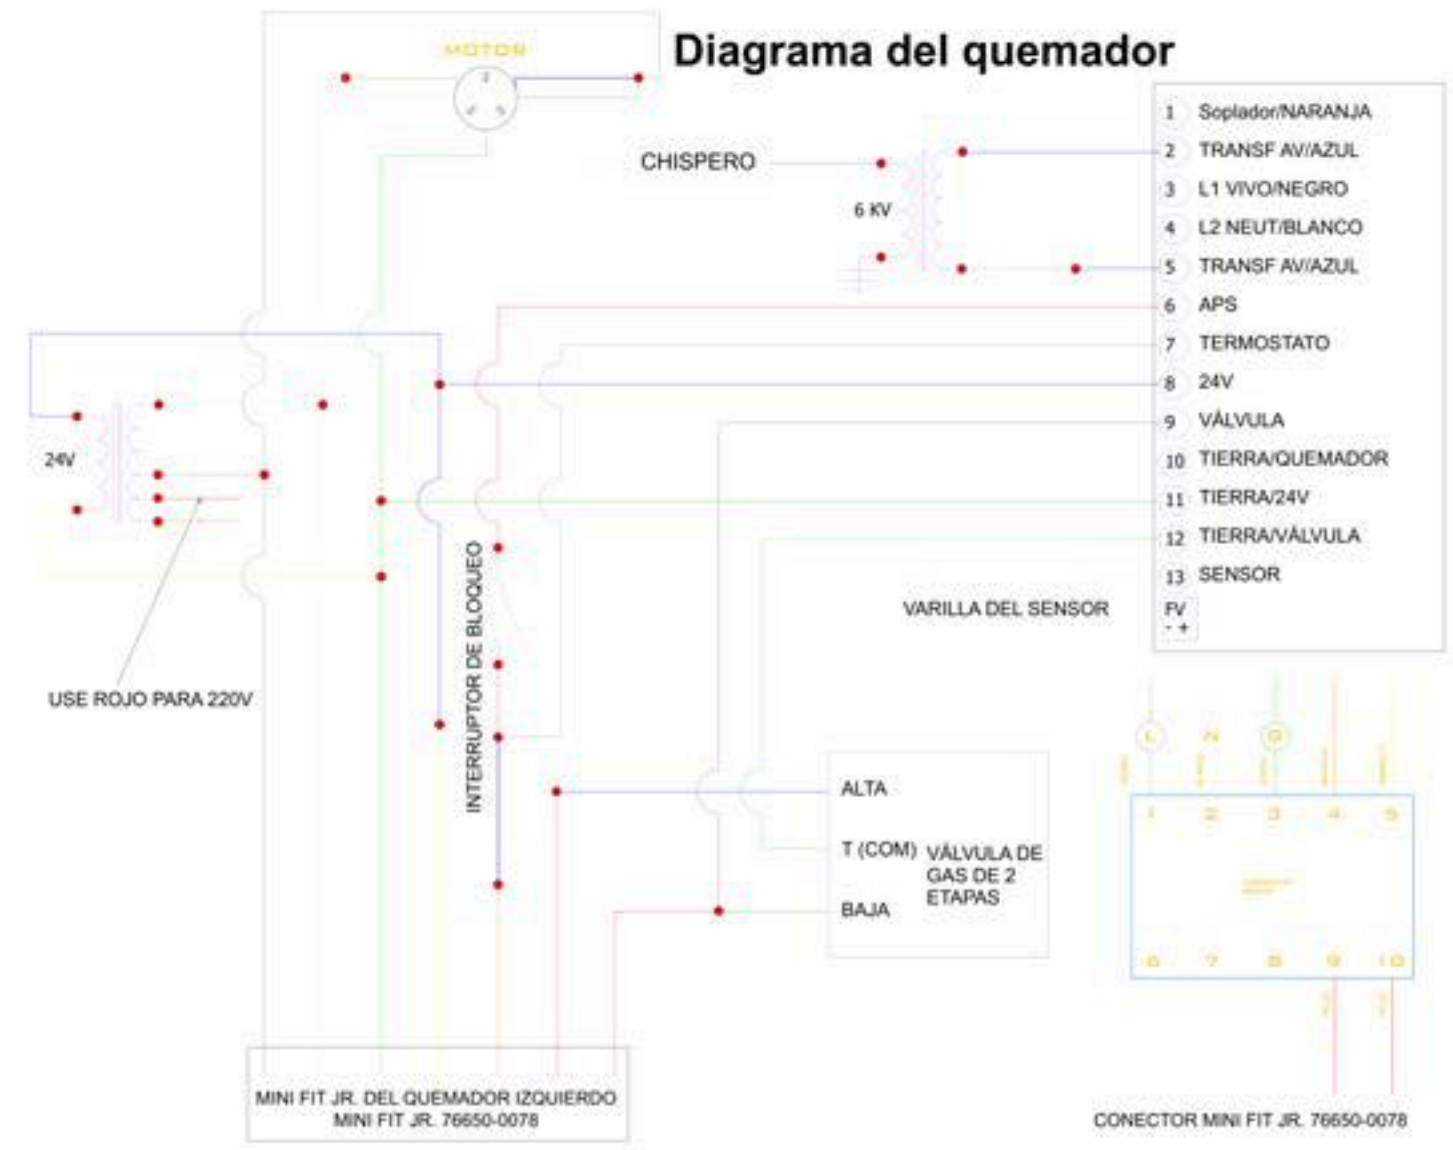 Diagrama del quemador
MOTOR
CHISPERO
6 KV
1 Soplador/NARANJA
2 TRANSF AV/AZUL
3 L1 VIVO/NEGRO
4 L2 NEUT/BLANCO
5 TRANSF AV/AZUL
6 APS
7 TERMOSTATO
8 24V
9 VÁLVULA
10 TIERRA/QUEMADOR
11 TIERRA/24V
12 TIERRA/VÁLVULA
13 SENSOR
FV
- +
24V
USE ROJO PARA 220V
INTERRUPTOR DE BLOQUEO
VARILLA DEL SENSOR
ALTA
T (COM)
BAJA
VÁLVULA DE
GAS DE 2
ETAPAS
L N G
1 2 3 4 5
6 7 8 9 10
MINI FIT JR. DEL QUEMADOR IZQUIERDO
MINI FIT JR. 76650-0078
CONECTOR MINI FIT JR. 76650-0078